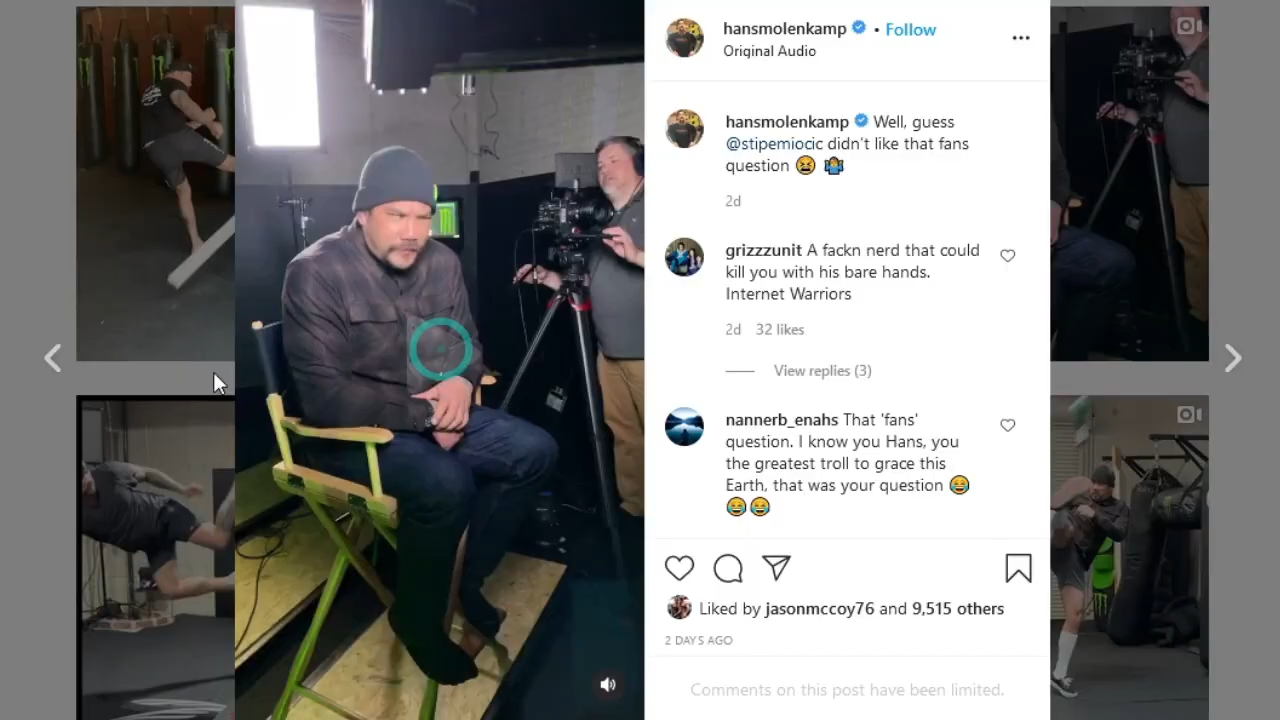 hansmolenkamp • Follow
Original Audio
hansmolenkamp Well, guess
@stipemiocic didn't like that fans
question 😫 🤷‍♂️
2d
grizzzunit A fackn nerd that could
kill you with his bare hands.
Internet Warriors
2d 32 likes
View replies (3)
nannerb_enahs That 'fans'
question. I know you Hans, you
the greatest troll to grace this
Earth, that was your question 😂
😂😂
Liked by jasonmccoy76 and 9,515 others
2 DAYS AGO
Comments on this post have been limited.